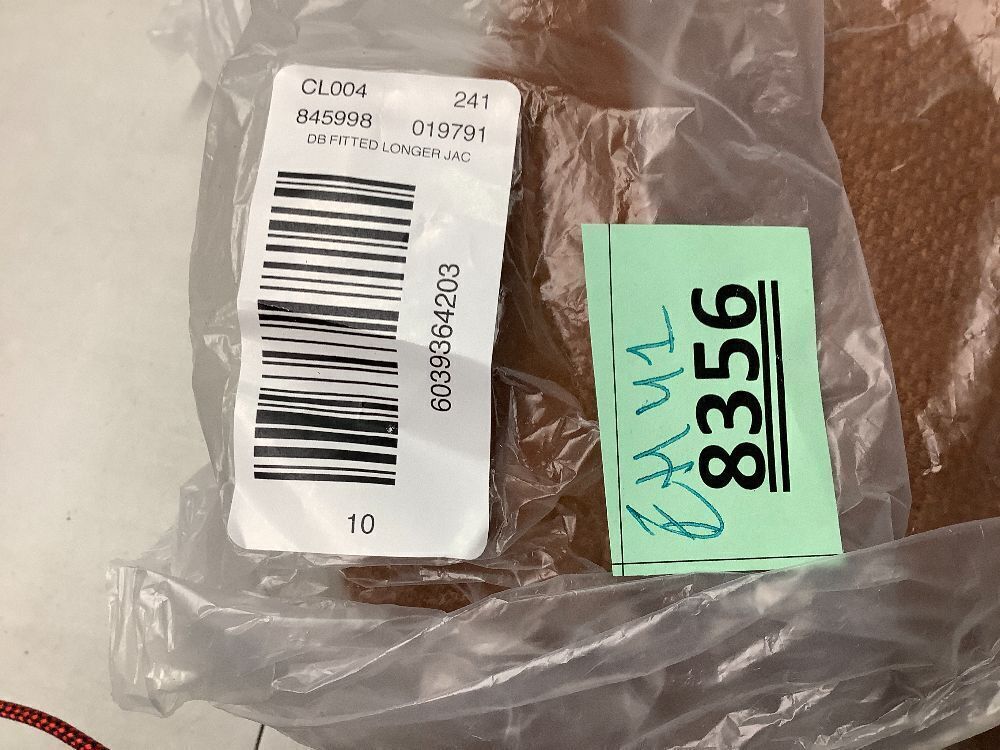 CL004 241
845998 019791
DB FITTED LONGER JAC
6039364203
10
8356